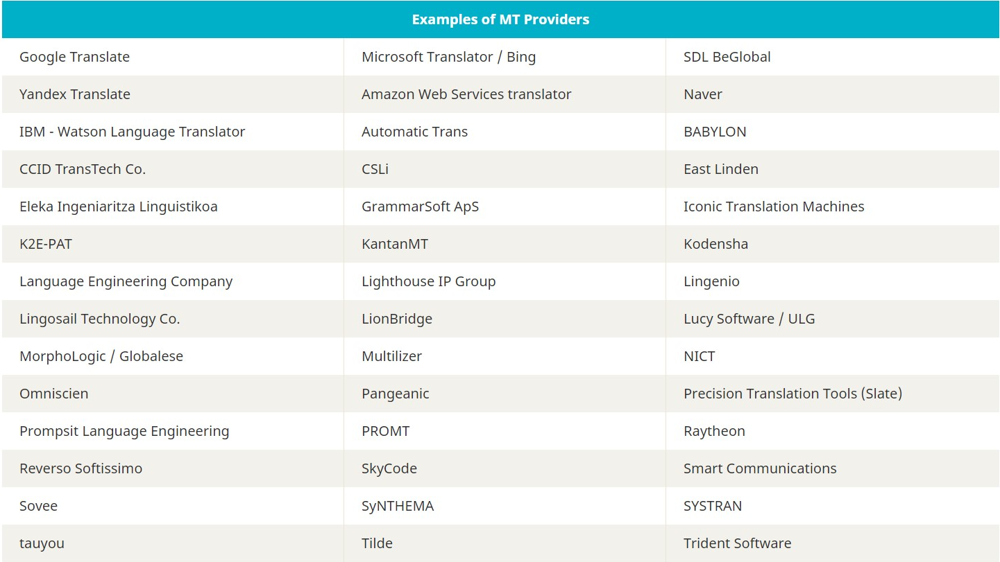 Examples of MT Providers
Google Translate Microsoft Translator / Bing SDL BeGlobal
Yandex Translate Amazon Web Services translator Naver
IBM - Watson Language Translator Automatic Trans BABYLON
CCID TransTech Co. CSLi East Linden
Eleka Ingeniaritza Linguistikoa GrammarSoft ApS Iconic Translation Machines
K2E-PAT KantanMT Kodensha
Language Engineering Company Lighthouse IP Group Lingenio
Lingosail Technology Co. LionBridge Lucy Software / ULG
MorphoLogic / Globalese Multilizer NICT
Omniscien Pangeanic Precision Translation Tools (Slate)
Prompsit Language Engineering PROMT Raytheon
Reverso Softissimo SkyCode Smart Communications
Sovee SyNTHEMA SYSTRAN
tauyou Tilde Trident Software